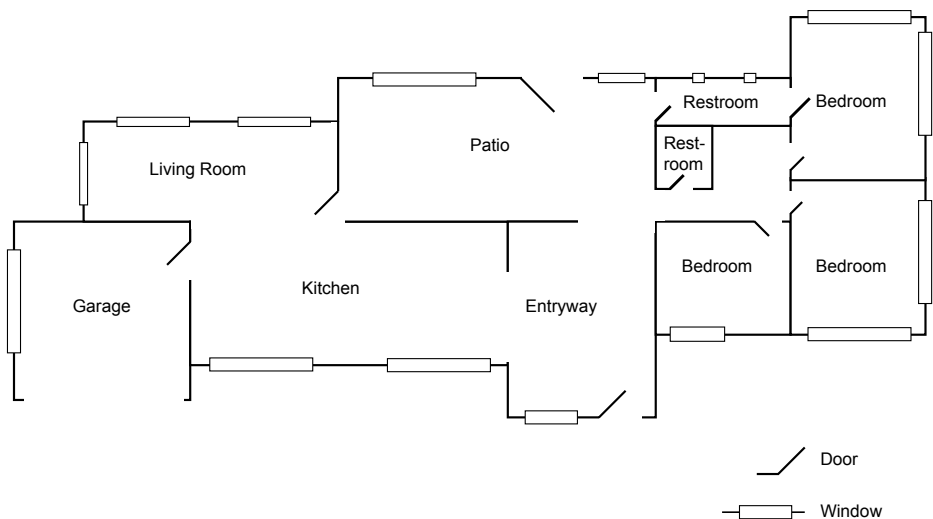 Restroom
Bedroom
Patio
Rest-
room
Living Room
Bedroom
Bedroom
Kitchen
Garage
Entryway
Door
Window